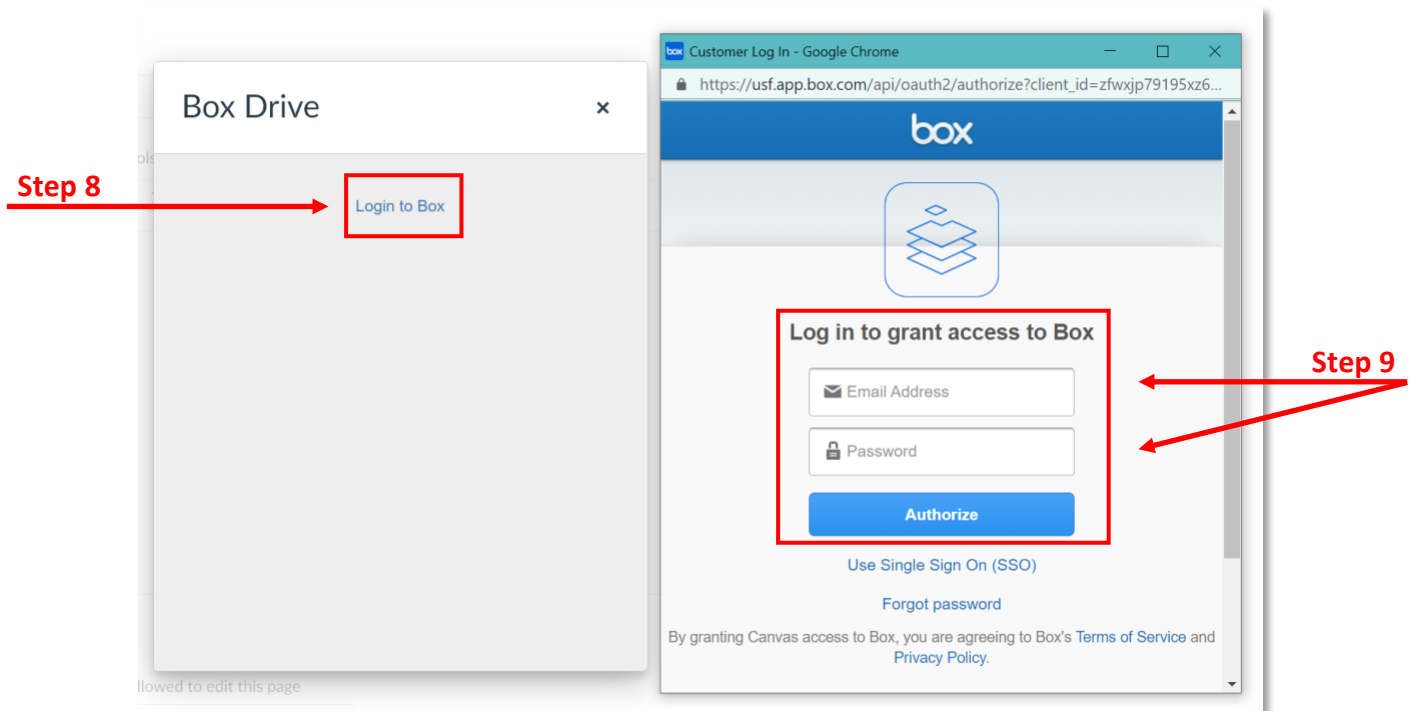 Step 8
Box Drive
×
ols
Login to Box
llowed to edit this page
box Customer Log In - Google Chrome
https://usf.app.box.com/api/oauth2/authorize?client_id=zfwxjp79195xz6...
box
Log in to grant access to Box
Email Address
Password
Authorize
Use Single Sign On (SSO)
Forgot password
By granting Canvas access to Box, you are agreeing to Box's Terms of Service and
Privacy Policy.
Step 9